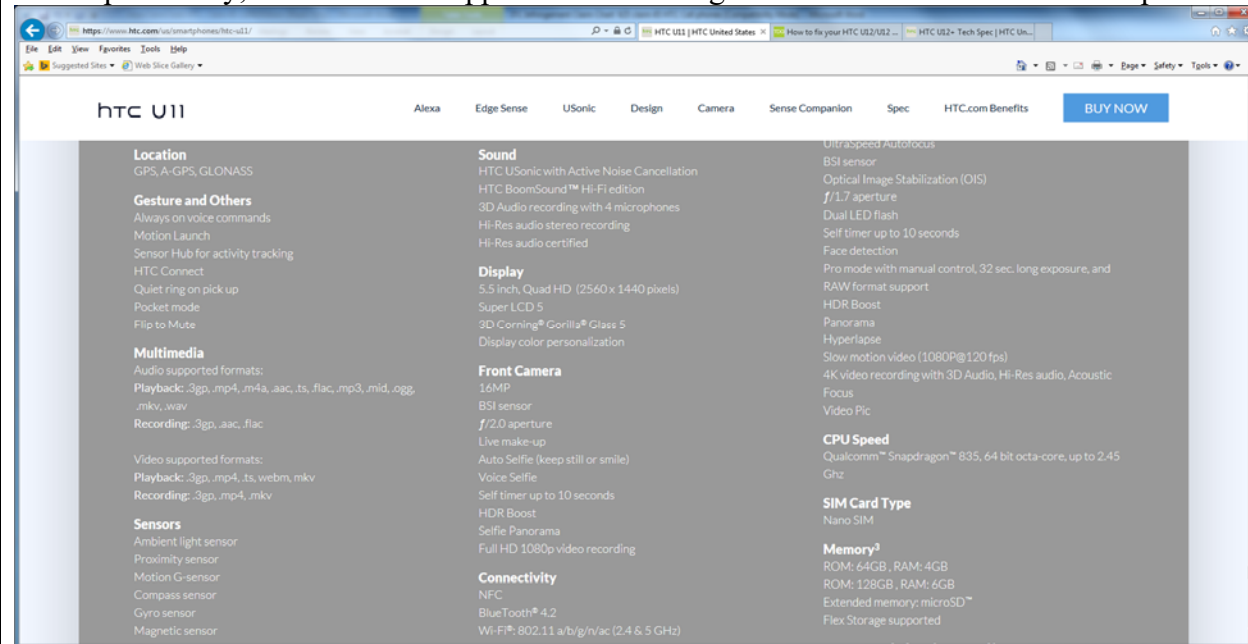 https://www.htc.com/us/smartphones/htc-u11/
HTC U11 | HTC United States
How to fix your HTC U12/U12 ...
HTC U12+ Tech Spec | HTC Un...
File Edit View Favorites Tools Help
Suggested Sites Web Slice Gallery
Page Safety Tools
hTC U11
Alexa Edge Sense USonic Design Camera Sense Companion Spec HTC.com Benefits BUY NOW
Location
GPS, A-GPS, GLONASS
Gesture and Others
Always on voice commands
Motion Launch
Sensor Hub for activity tracking
HTC Connect
Quiet ring on pick up
Pocket mode
Flip to Mute
Multimedia
Audio supported formats:
Playback: .3gp, .mp4, .m4a, .aac, .ts, .flac, .mp3, .mid, .ogg,
.mkv, .wav
Recording: .3gp, .aac, .flac
Video supported formats:
Playback: .3gp, .mp4, .ts, webm, mkv
Recording: .3gp, .mp4, .mkv
Sensors
Ambient light sensor
Proximity sensor
Motion G-sensor
Compass sensor
Gyro sensor
Magnetic sensor
Sound
HTC USonic with Active Noise Cancellation
HTC BoomSound™ Hi-Fi edition
3D Audio recording with 4 microphones
Hi-Res audio stereo recording
Hi-Res audio certified
Display
5.5 inch, Quad HD (2560 x 1440 pixels)
Super LCD 5
3D Corning® Gorilla® Glass 5
Display color personalization
Front Camera
16MP
BSI sensor
ƒ/2.0 aperture
Live make-up
Auto Selfie (keep still or smile)
Voice Selfie
Self timer up to 10 seconds
HDR Boost
Selfie Panorama
Full HD 1080p video recording
Connectivity
NFC
BlueTooth® 4.2
Wi-Fi®: 802.11 a/b/g/n/ac (2.4 & 5 GHz)
UltraSpeed Autofocus
BSI sensor
Optical Image Stabilization (OIS)
ƒ/1.7 aperture
Dual LED flash
Self timer up to 10 seconds
Face detection
Pro mode with manual control, 32 sec. long exposure, and
RAW format support
HDR Boost
Panorama
Hyperlapse
Slow motion video (1080P@120 fps)
4K video recording with 3D Audio, Hi-Res audio, Acoustic
Focus
Video Pic
CPU Speed
Qualcomm™ Snapdragon™ 835, 64 bit octa-core, up to 2.45
Ghz
SIM Card Type
Nano SIM
Memory³
ROM: 64GB , RAM: 4GB
ROM: 128GB , RAM: 6GB
Extended memory: microSD™
Flex Storage supported